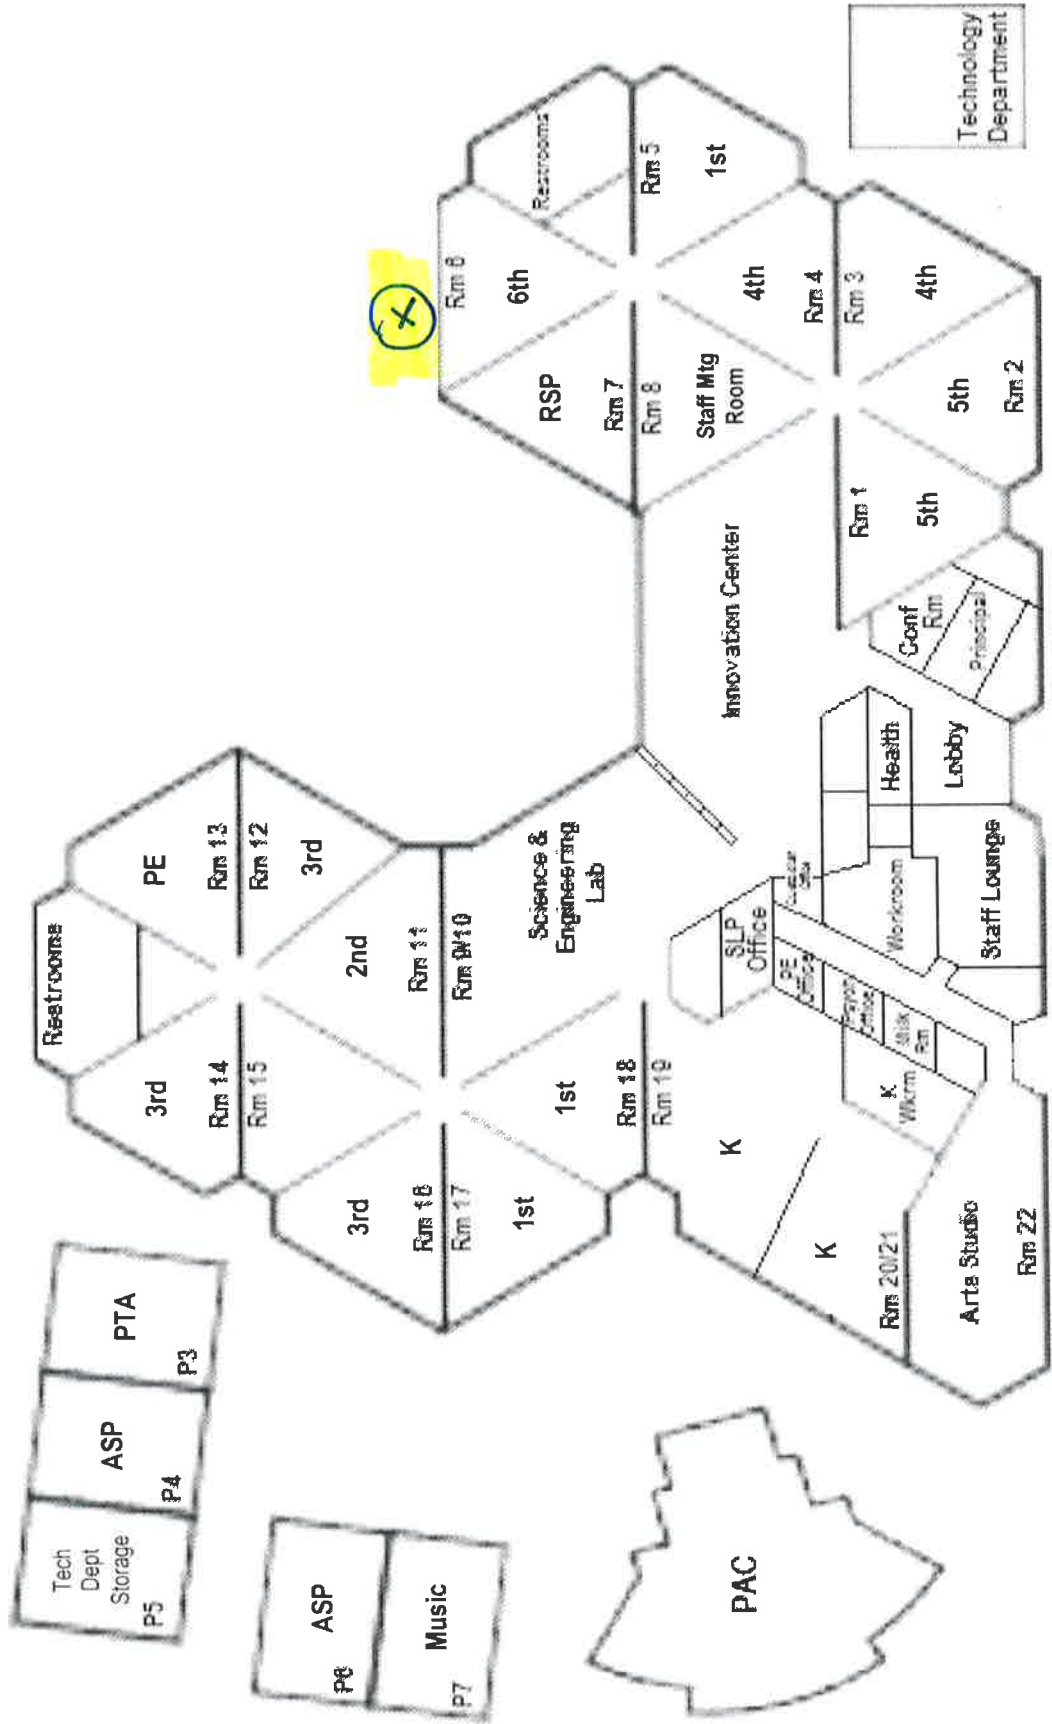 Tech
Dept
Storage
P5
ASP
P4
PTA
P3
Restrooms
3rd
Rm 14
PE
Rm 13
Rm 15
Rm 12
3rd
ASP
P6
Music
P7
3rd
Rm 16
2nd
Rm 11
X
Rm 6
6th
Restrooms
Rm 17
1st
Rm 9/10
Science &
Engineering
Lab
1st
Rm 18
RSP
Rm 7
Rm 5
1st
Rm 8
Staff Mtg
Room
4th
Rm 4
Innovation Center
Rm 19
K
K
Rm 20/21
PAC
SLP
Office
PE
Office
Milk
Rm
K
Wkrm
Workroom
Health
Lobby
Staff Lounge
Conf
Rm
Principal
Rm 1
5th
Rm 3
4th
5th
Rm 2
Arts Studio
Rm 22
Technology
Department